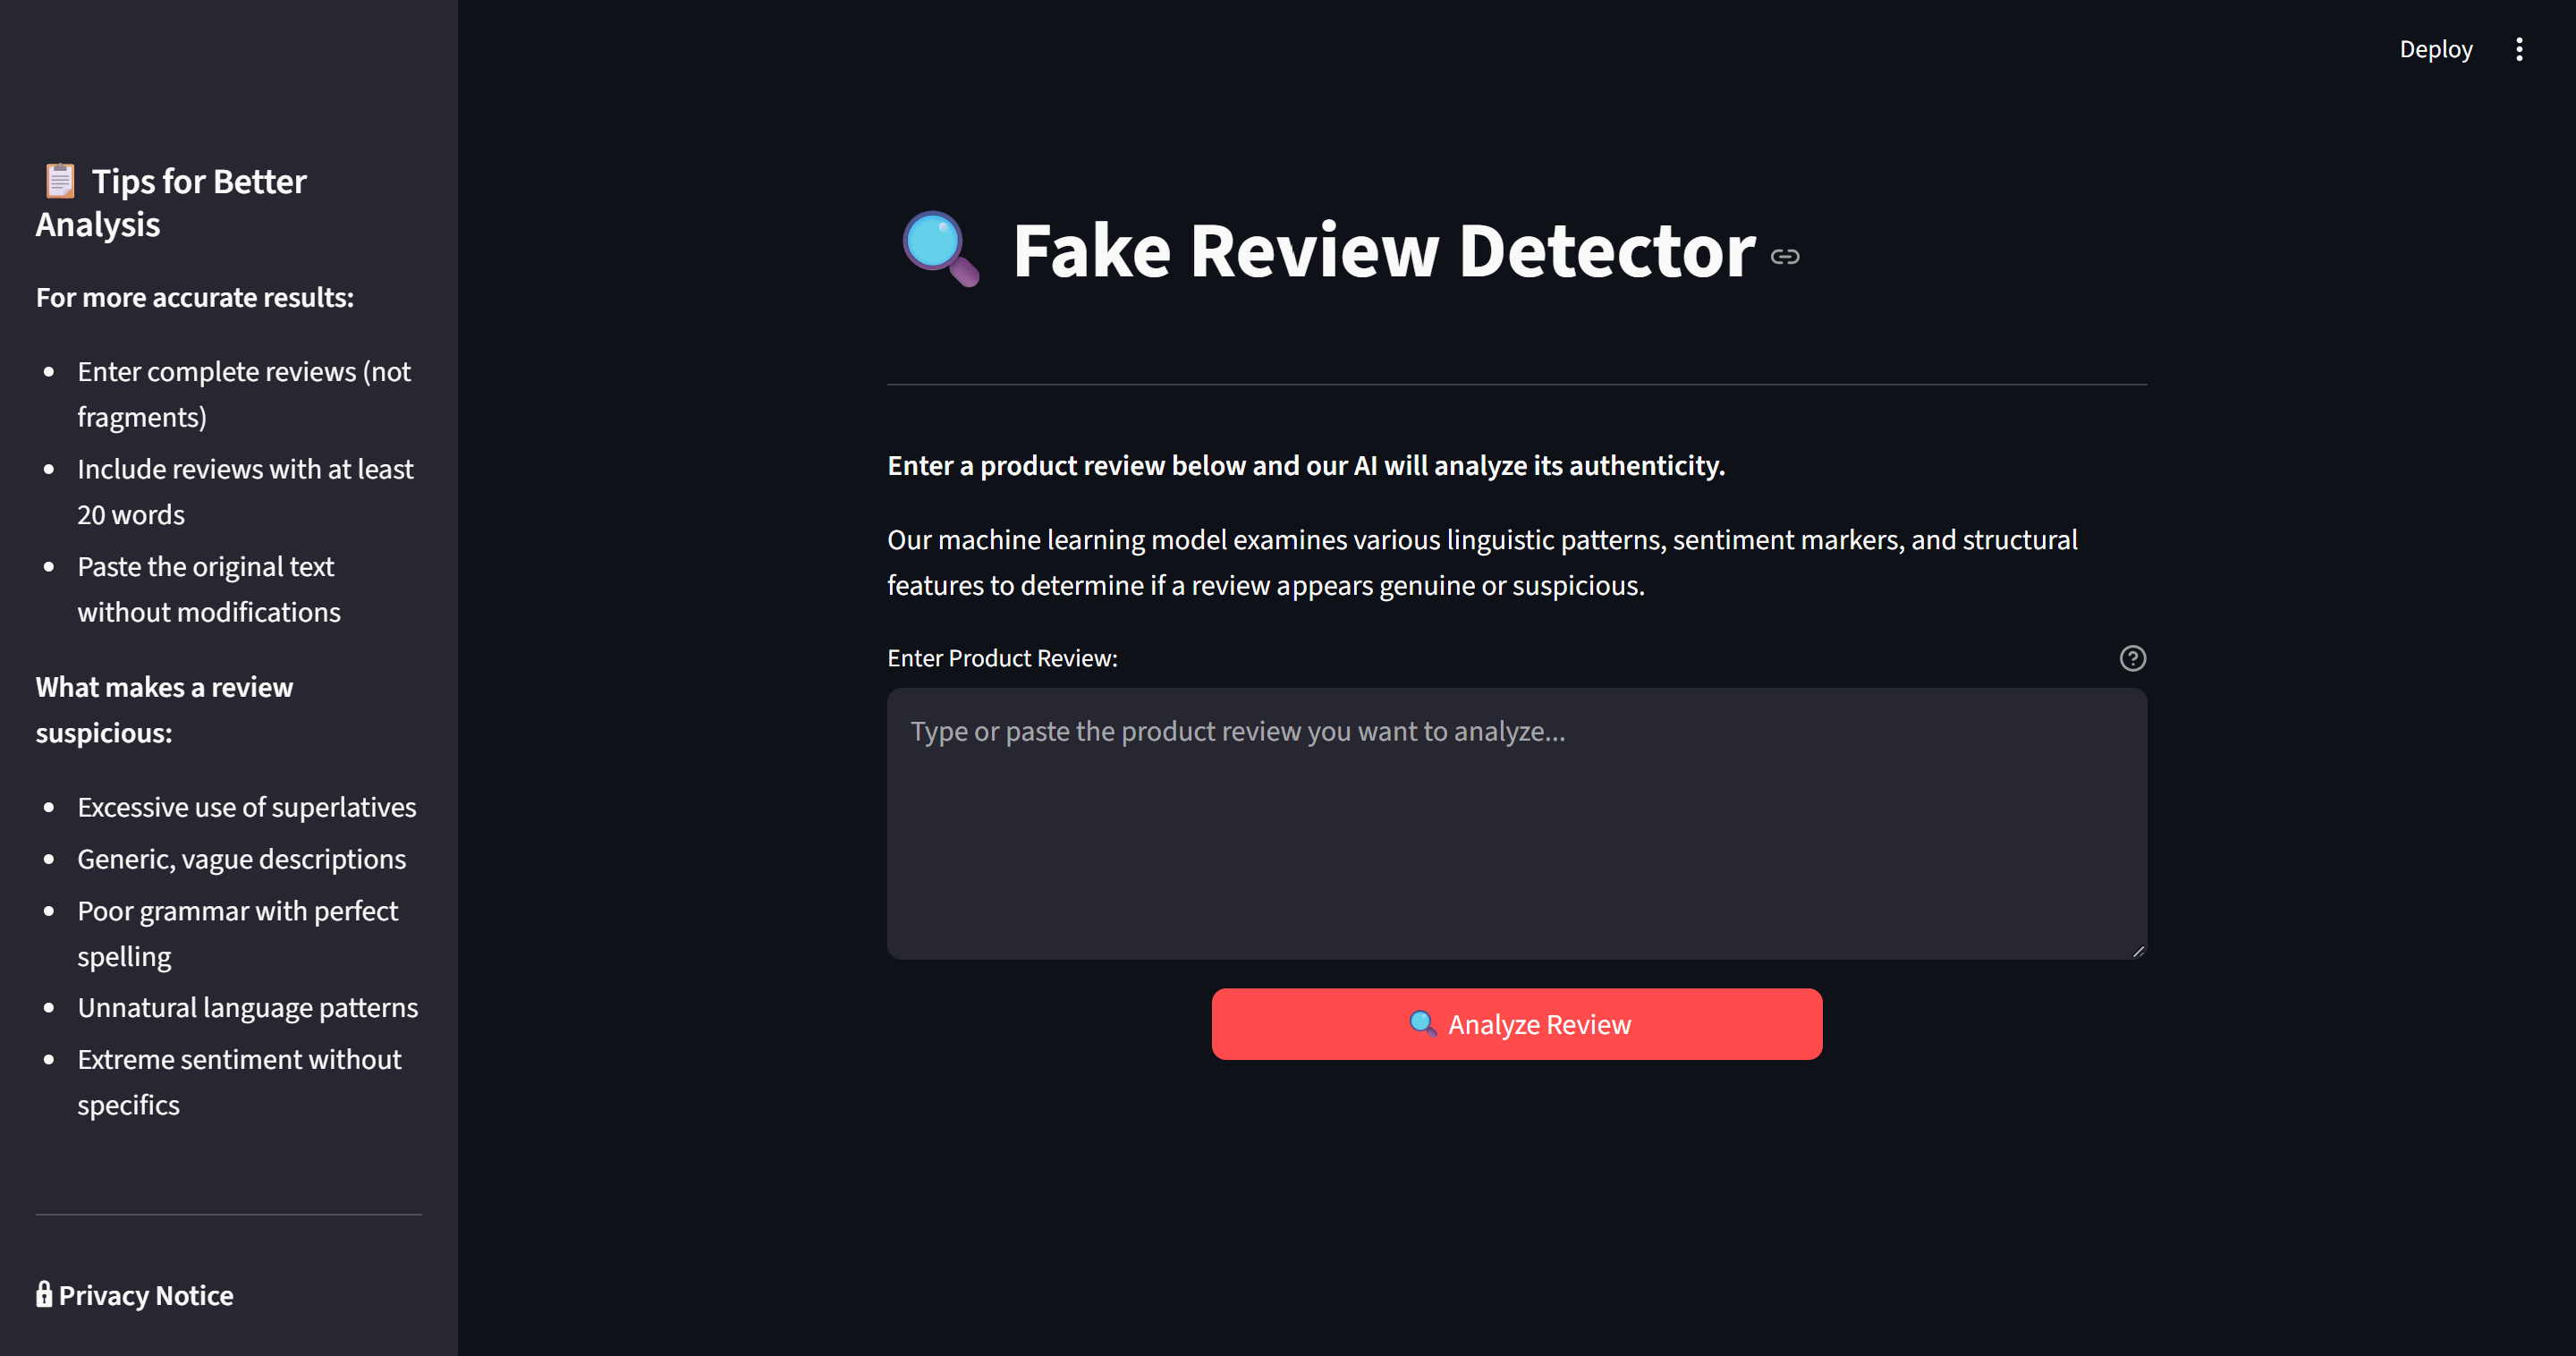 Deploy
Tips for Better
Analysis
For more accurate results:
Enter complete reviews (not
fragments)
Include reviews with at least
20 words
Paste the original text
without modifications
What makes a review
suspicious:
Excessive use of superlatives
Generic, vague descriptions
Poor grammar with perfect
spelling
Unnatural language patterns
Extreme sentiment without
specifics
Privacy Notice
Fake Review Detector
Enter a product review below and our AI will analyze its authenticity.
Our machine learning model examines various linguistic patterns, sentiment markers, and structural
features to determine if a review appears genuine or suspicious.
Enter Product Review:
Type or paste the product review you want to analyze...
Analyze Review